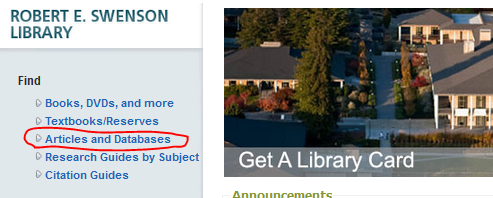 ROBERT E. SWENSON
LIBRARY
Find
Books, DVDs, and more
Textbooks/Reserves
Articles and Databases
Research Guides by Subject
Citation Guides
Get A Library Card
Announcements